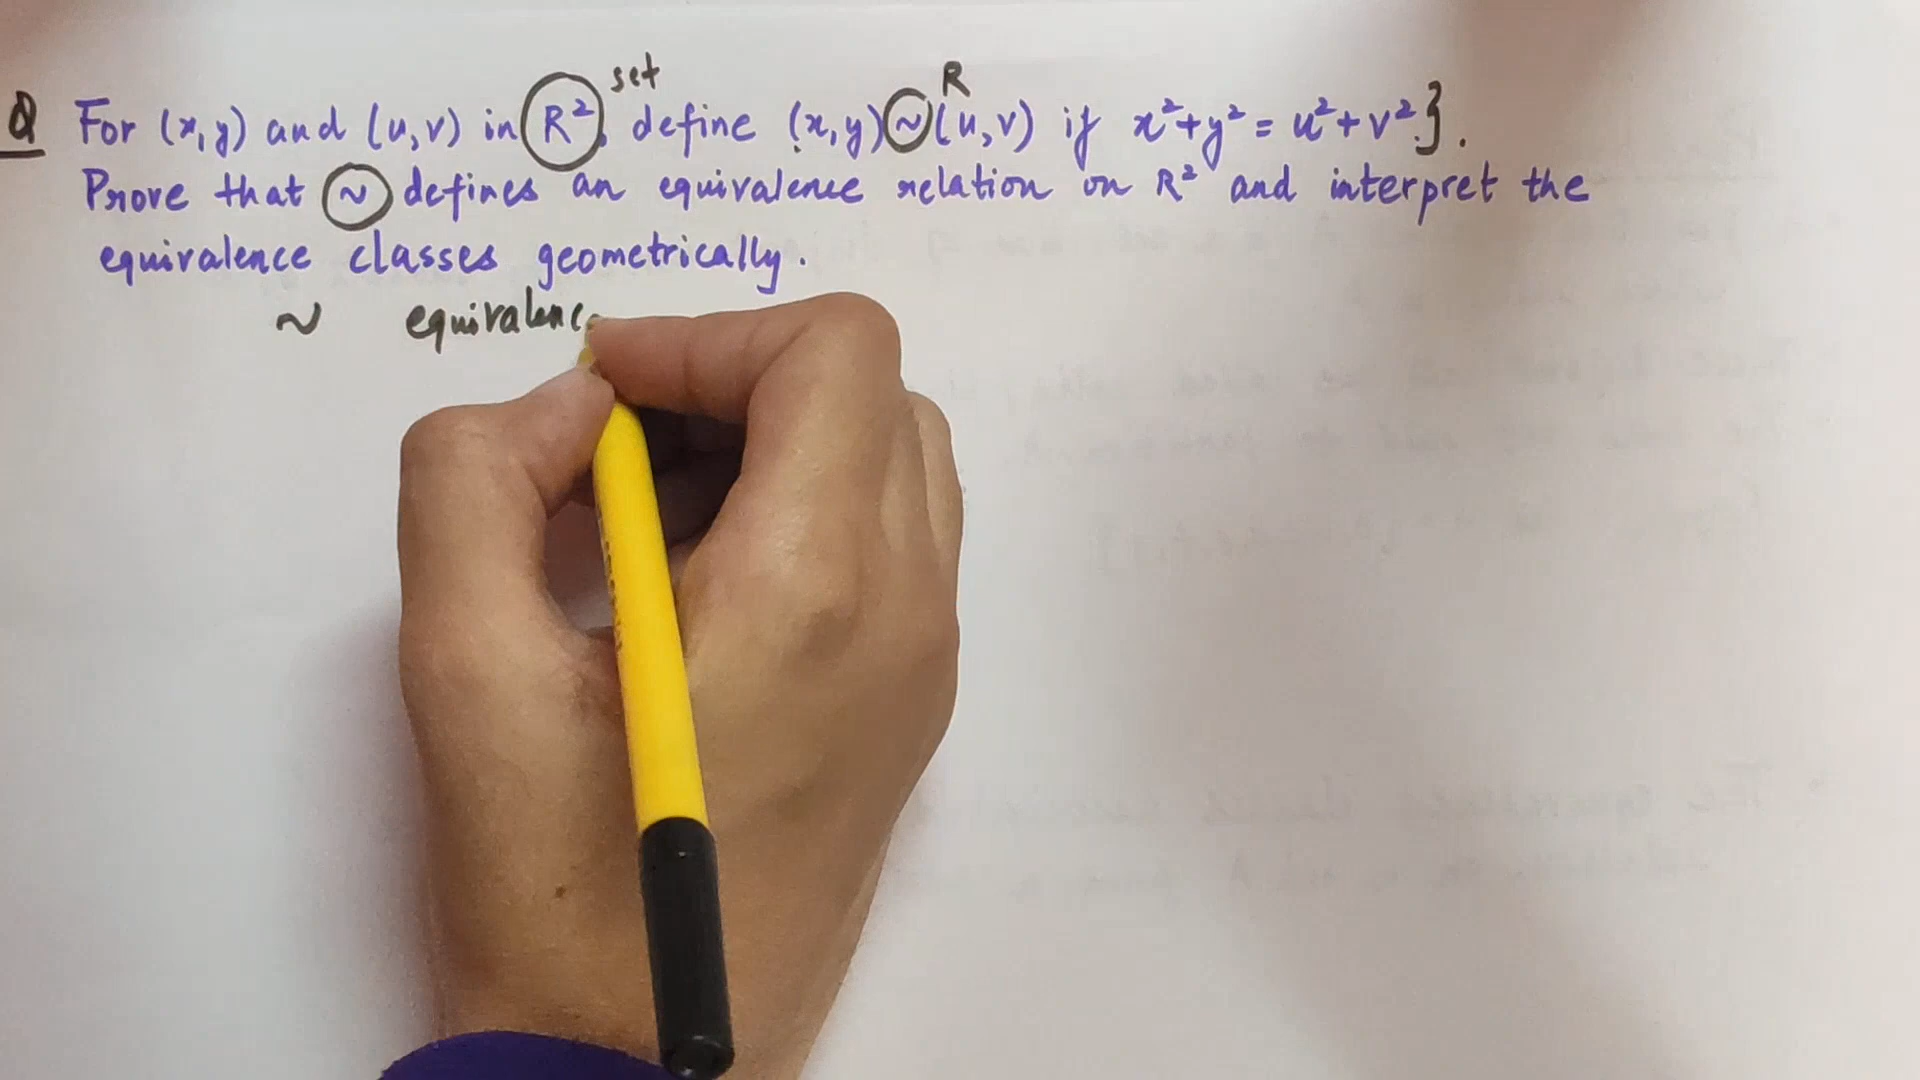 set R
Q For (x,y) and (u,v) in R², define (x,y) ~ (u,v) if x²+y² = u²+v²}.
Prove that ~ defines an equivalence relation on R² and interpret the
equivalence classes geometrically.
~ equivalenc